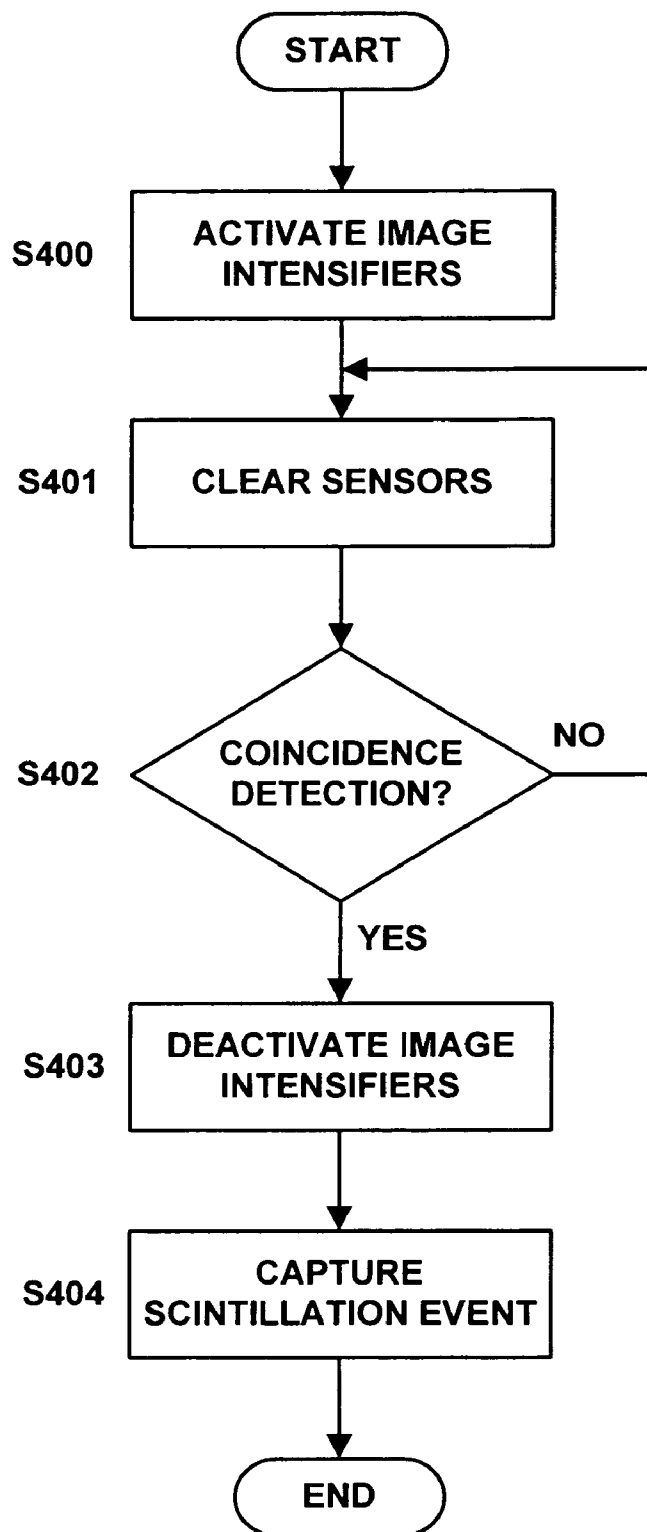 START
S400
ACTIVATE IMAGE
INTENSIFIERS
S401
CLEAR SENSORS
S402
COINCIDENCE
DETECTION?
NO
YES
S403
DEACTIVATE IMAGE
INTENSIFIERS
S404
CAPTURE
SCINTILLATION EVENT
END